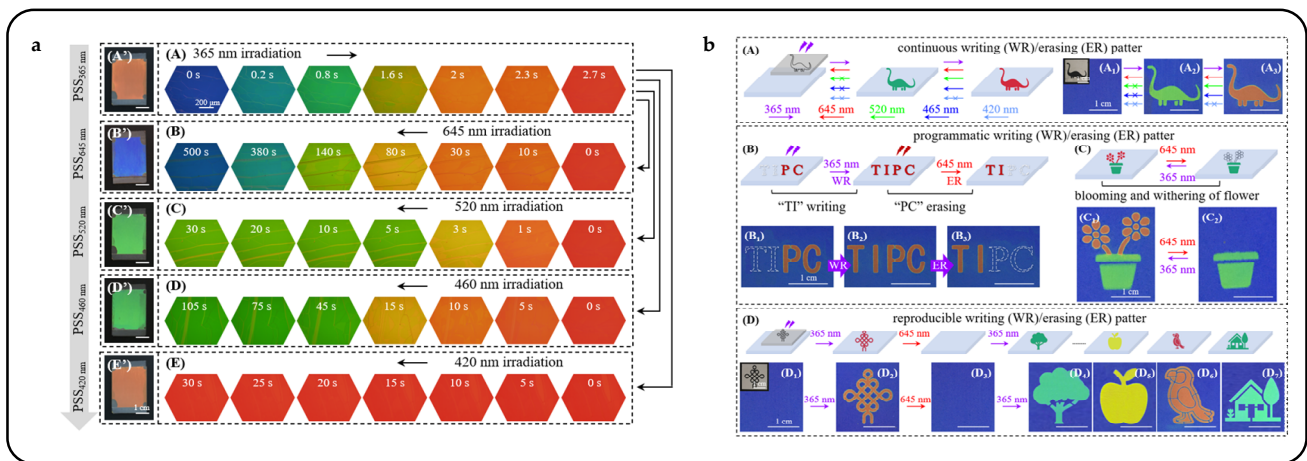 a
PSS365 nm
PSS645 nm
PSS520 nm
PSS460 nm
PSS420 nm
(A’)
(A) 365 nm irradiation
0 s 0.2 s 0.8 s 1.6 s 2 s 2.3 s 2.7 s
200 μm
(B’)
(B) 645 nm irradiation
500 s 380 s 140 s 80 s 30 s 10 s 0 s
(C’)
(C) 520 nm irradiation
30 s 20 s 10 s 5 s 3 s 1 s 0 s
(D’)
(D) 460 nm irradiation
105 s 75 s 45 s 15 s 10 s 5 s 0 s
(E’)
1 cm
(E) 420 nm irradiation
30 s 25 s 20 s 15 s 10 s 5 s 0 s
b
(A) continuous writing (WR)/erasing (ER) patter
365 nm 645 nm 520 nm 465 nm 420 nm
(A1) (A2) (A3)
1 cm
programmatic writing (WR)/erasing (ER) patter
(B)
TIPC 365 nm WR TIPC 645 nm ER TI
“TI” writing “PC” erasing
(B1) (B2) (B3)
TIPC WR TIPC ER TIPC
1 cm
(C)
645 nm
365 nm
blooming and withering of flower
(C1) (C2)
645 nm
365 nm
1 cm
(D) reproducible writing (WR)/erasing (ER) patter
365 nm 645 nm 365 nm
(D1) (D2) (D3) (D4) (D5) (D6) (D7)
365 nm 645 nm 365 nm
1 cm 1 cm